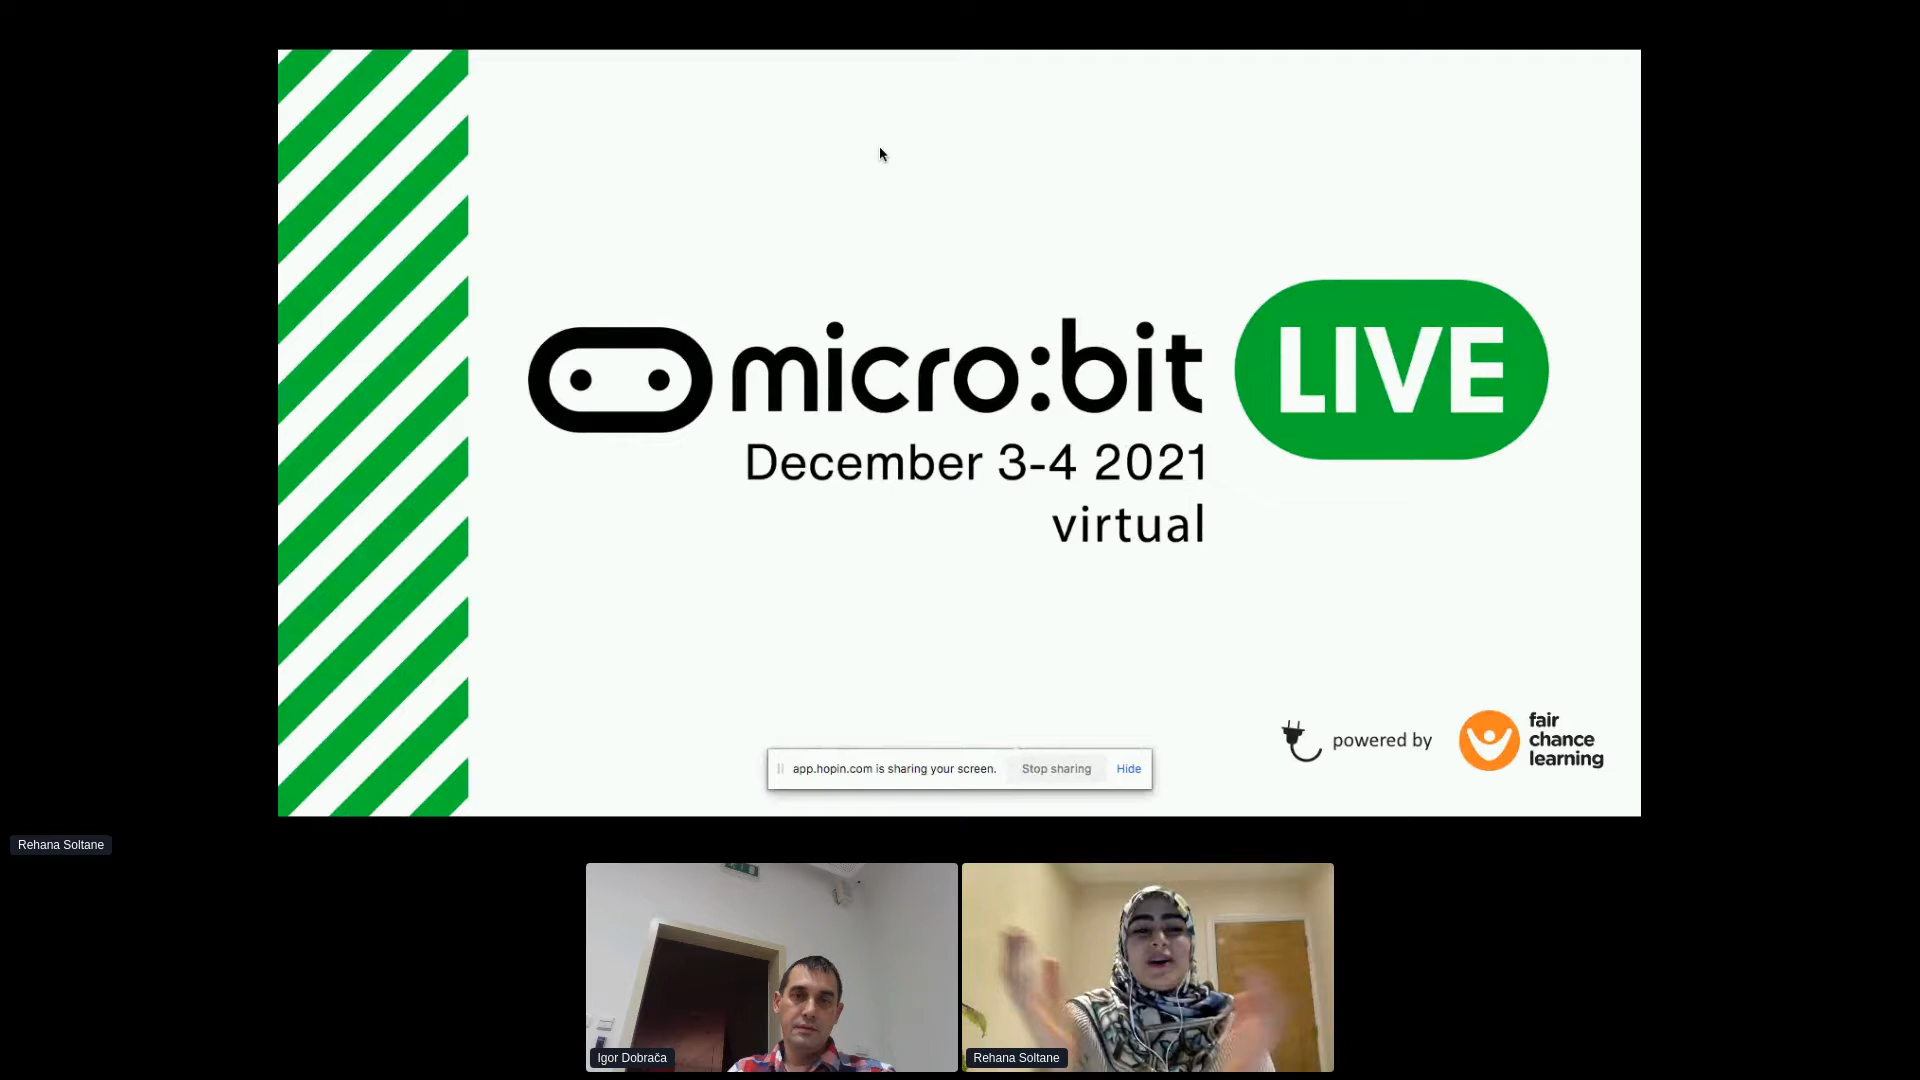 micro:bit LIVE
December 3-4 2021
virtual
powered by
fair
chance
learning
app.hopin.com is sharing your screen. Stop sharing Hide
Rehana Soltane
Igor Dobrača
Rehana Soltane